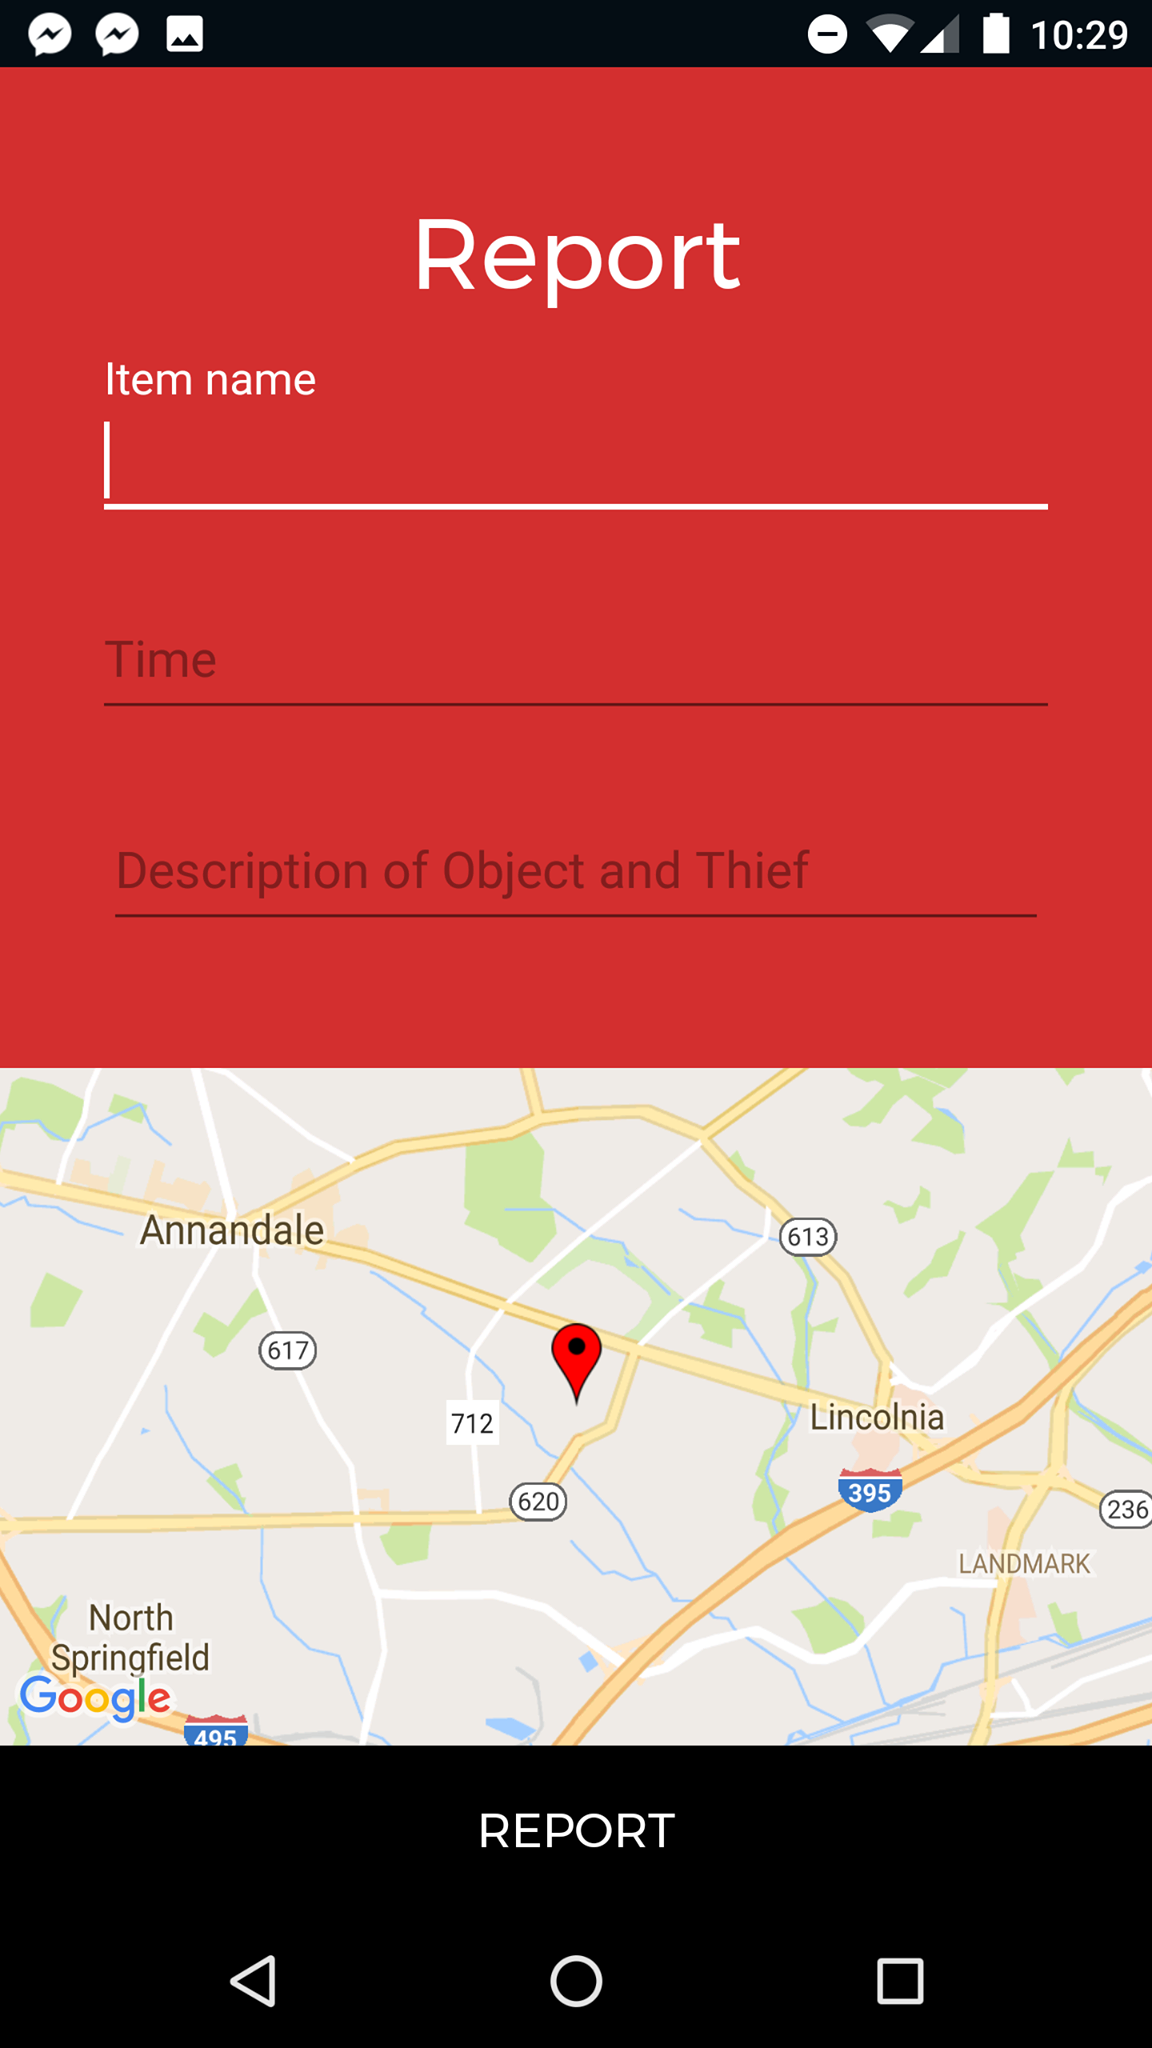 10:29
Report
Item name
Time
Description of Object and Thief
Annandale
613
617
712
Lincolnia
395
620
236
LANDMARK
North
Springfield
Google
495
REPORT